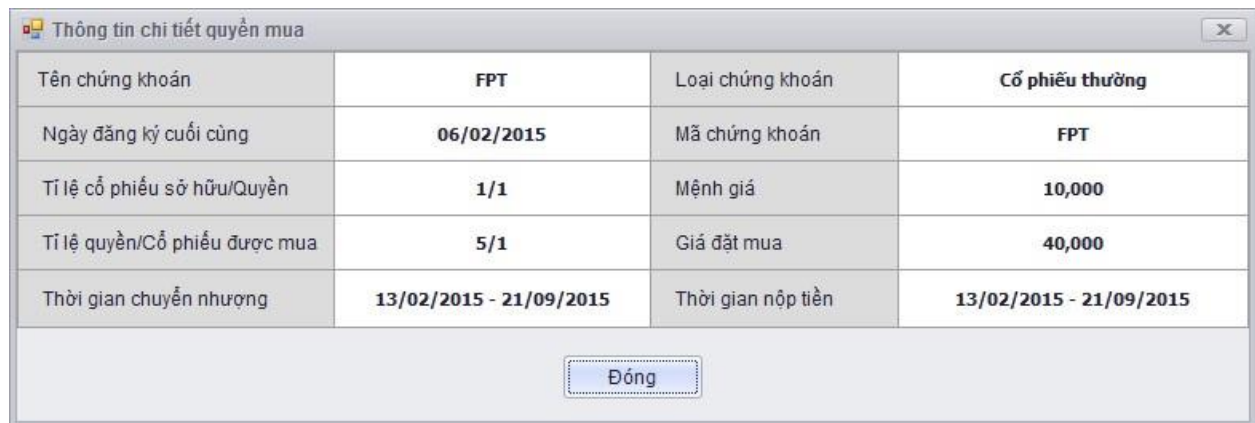 Thông tin chi tiết quyền mua
Tên chứng khoán FPT Loại chứng khoán Cổ phiếu thường
Ngày đăng ký cuối cùng 06/02/2015 Mã chứng khoán FPT
Tỉ lệ cổ phiếu sở hữu/Quyền 1/1 Mệnh giá 10,000
Tỉ lệ quyền/Cổ phiếu được mua 5/1 Giá đặt mua 40,000
Thời gian chuyển nhượng 13/02/2015 - 21/09/2015 Thời gian nộp tiền 13/02/2015 - 21/09/2015
Đóng